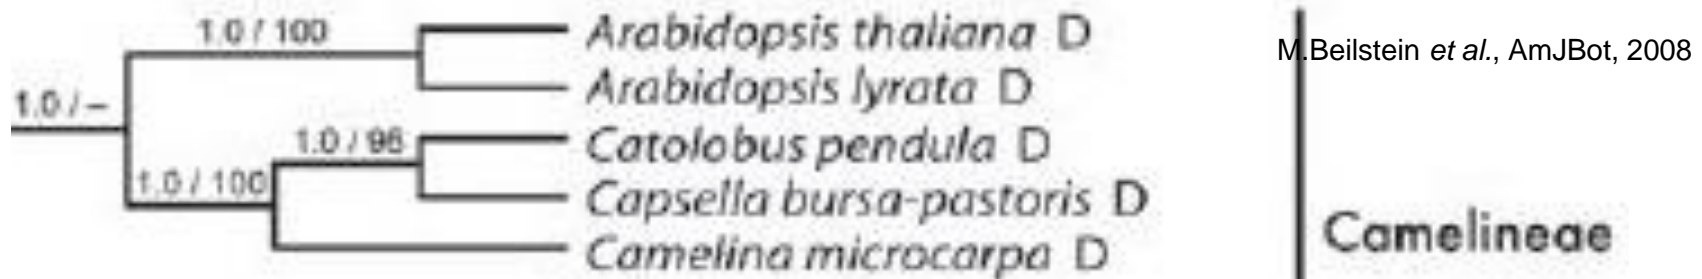 1.0 / 100
Arabidopsis thaliana D
M.Beilstein et al., AmJBot, 2008
Arabidopsis lyrata D
1.0 / –
1.0 / 96
Catolobus pendula D
1.0 / 100
Capsella bursa-pastoris D
Camelineae
Camelina microcarpa D